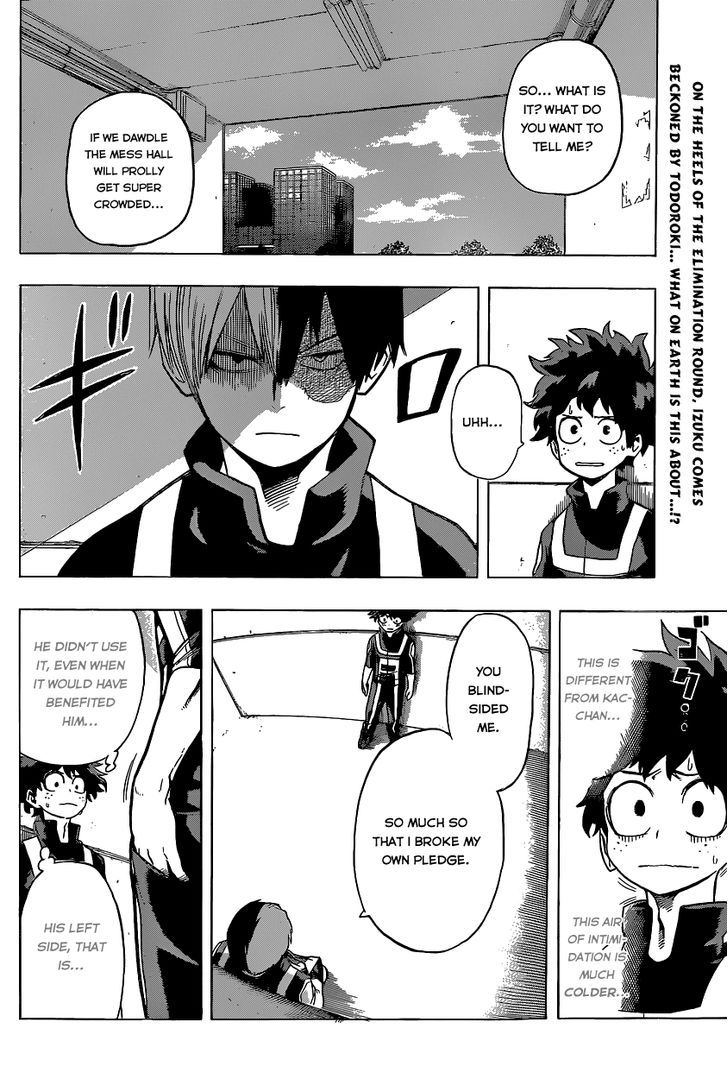 ON THE HEELS OF THE ELIMINATION ROUND, IZUKU COMES
BECKONED BY TODOROKI... WHAT ON EARTH IS THIS ABOUT...!?
SO... WHAT IS
IT? WHAT DO
YOU WANT TO
TELL ME?
IF WE DAWDLE
THE MESS HALL
WILL PROLLY
GET SUPER
CROWDED...
UHH...
ギロ
ゴク...
THIS IS
DIFFERENT
FROM KAC-
CHAN...
THIS AIR
OF INTIMI-
DATION IS
MUCH
COLDER...
YOU
BLIND-
SIDED
ME.
SO MUCH SO
THAT I BROKE MY
OWN PLEDGE.
HE DIDN'T USE
IT, EVEN WHEN
IT WOULD HAVE
BENEFITED
HIM...
HIS LEFT
SIDE, THAT
IS...